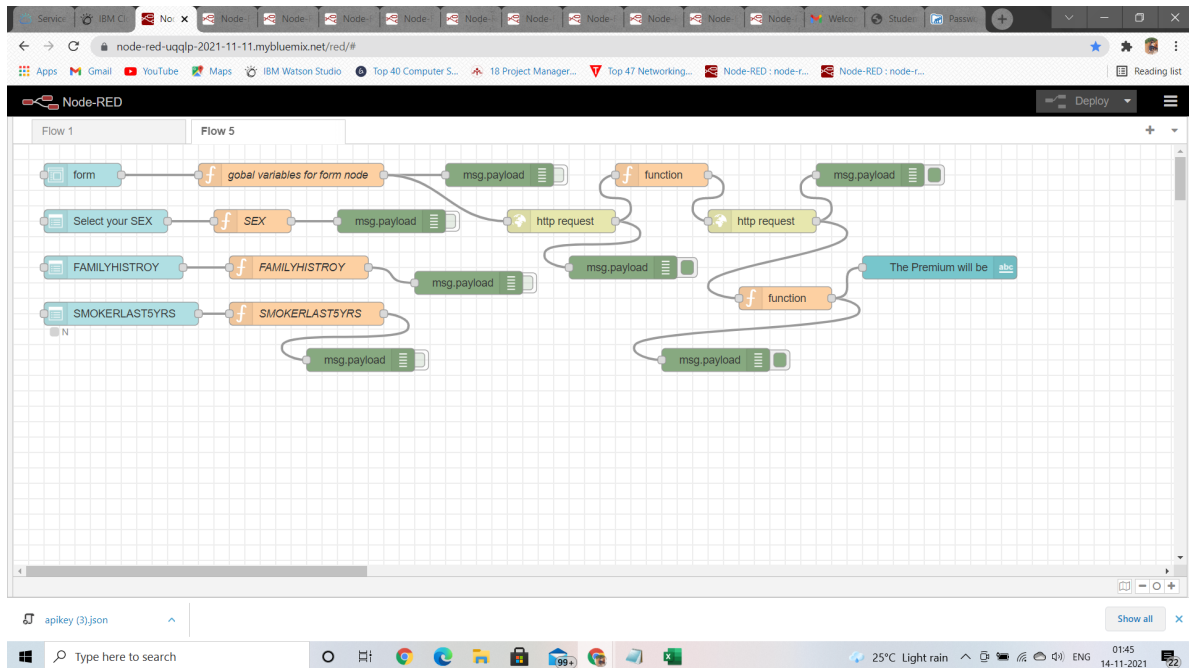 Service IBM Cl Noc Node- Node- Node-I Node-I Node-I Node-I Node- Node- Node- Node- Welco Studen Passwo
node-red-uqqlp-2021-11-11.mybluemix.net/red/#
Apps Gmail YouTube Maps IBM Watson Studio Top 40 Computer S... 18 Project Manager... Top 47 Networking... Node-RED : node-r... Node-RED : node-r... Reading list
Node-RED Deploy
Flow 1 Flow 5
form gobal variables for form node msg.payload function msg.payload
Select your SEX SEX msg.payload http request http request
FAMILYHISTROY FAMILYHISTROY msg.payload The Premium will be abc
msg.payload
function
SMOKERLAST5YRS SMOKERLAST5YRS
N
msg.payload msg.payload
apikey (3).json Show all
Type here to search 99+ 25°C Light rain ENG 01:45
14-11-2021 22